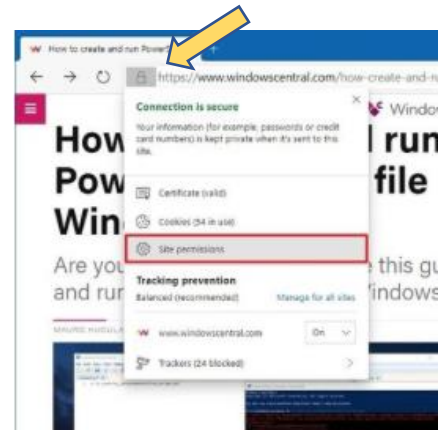 How to create and run Power
https://www.windowscentral.com/how-create-and-r
Connection is secure
Your information (for example, passwords or credit
card numbers) is kept private when it's sent to this
site.
Certificate (valid)
Cookies (54 in use)
Site permissions
Tracking prevention
Balanced (recommended) Manage for all sites
www.windowscentral.com On
Trackers (24 blocked)
Window
How run
Pow file
Win
Are you this gu
and run Windows